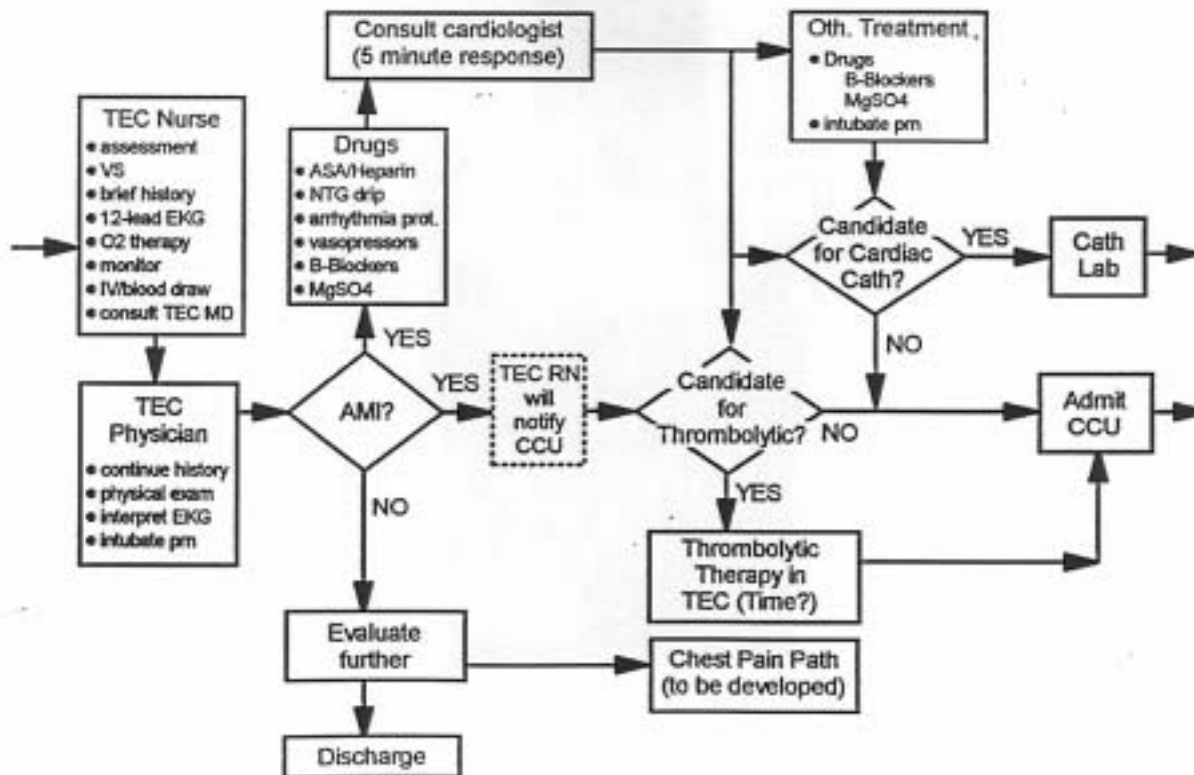 Consult cardiologist
(5 minute response)
Oth. Treatment
• Drugs
B-Blockers
MgSO4
• intubate prn
TEC Nurse
• assessment
• VS
• brief history
• 12-lead EKG
• O2 therapy
• monitor
• IV/blood draw
• consult TEC MD
Drugs
• ASA/Heparin
• NTG drip
• arrhythmia prot.
• vasopressors
• B-Blockers
• MgSO4
Candidate
for Cardiac
Cath?
YES
Cath
Lab
NO
YES
TEC
Physician
• continue history
• physical exam
• interpret EKG
• intubate prn
AMI?
YES
TEC RN
will
notify
CCU
Candidate
for
Thrombolytic?
NO
Admit
CCU
NO
YES
Thrombolytic
Therapy in
TEC (Time?)
Evaluate
further
Chest Pain Path
(to be developed)
Discharge